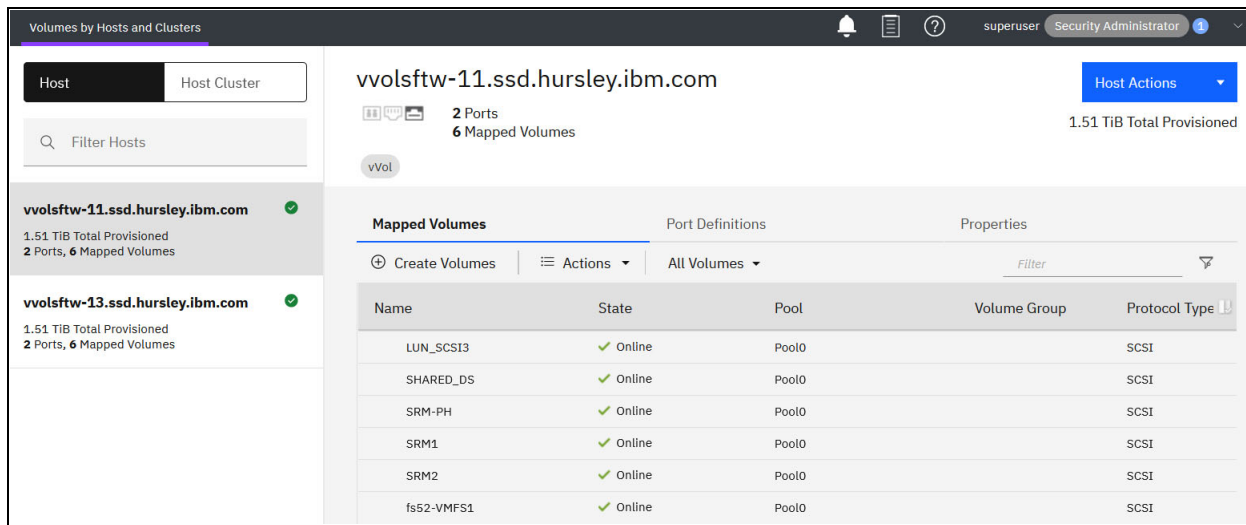 Volumes by Hosts and Clusters
superuser Security Administrator 1
Host Host Cluster
Filter Hosts
vvolsftw-11.ssd.hursley.ibm.com
1.51 TiB Total Provisioned
2 Ports, 6 Mapped Volumes
vvolsftw-13.ssd.hursley.ibm.com
1.51 TiB Total Provisioned
2 Ports, 6 Mapped Volumes
vvolsftw-11.ssd.hursley.ibm.com
Host Actions
2 Ports
6 Mapped Volumes
1.51 TiB Total Provisioned
vVol
Mapped Volumes Port Definitions Properties
Create Volumes Actions All Volumes Filter
Name State Pool Volume Group Protocol Type
LUN_SCSI3 Online Pool0 SCSI
SHARED_DS Online Pool0 SCSI
SRM-PH Online Pool0 SCSI
SRM1 Online Pool0 SCSI
SRM2 Online Pool0 SCSI
fs52-VMFS1 Online Pool0 SCSI